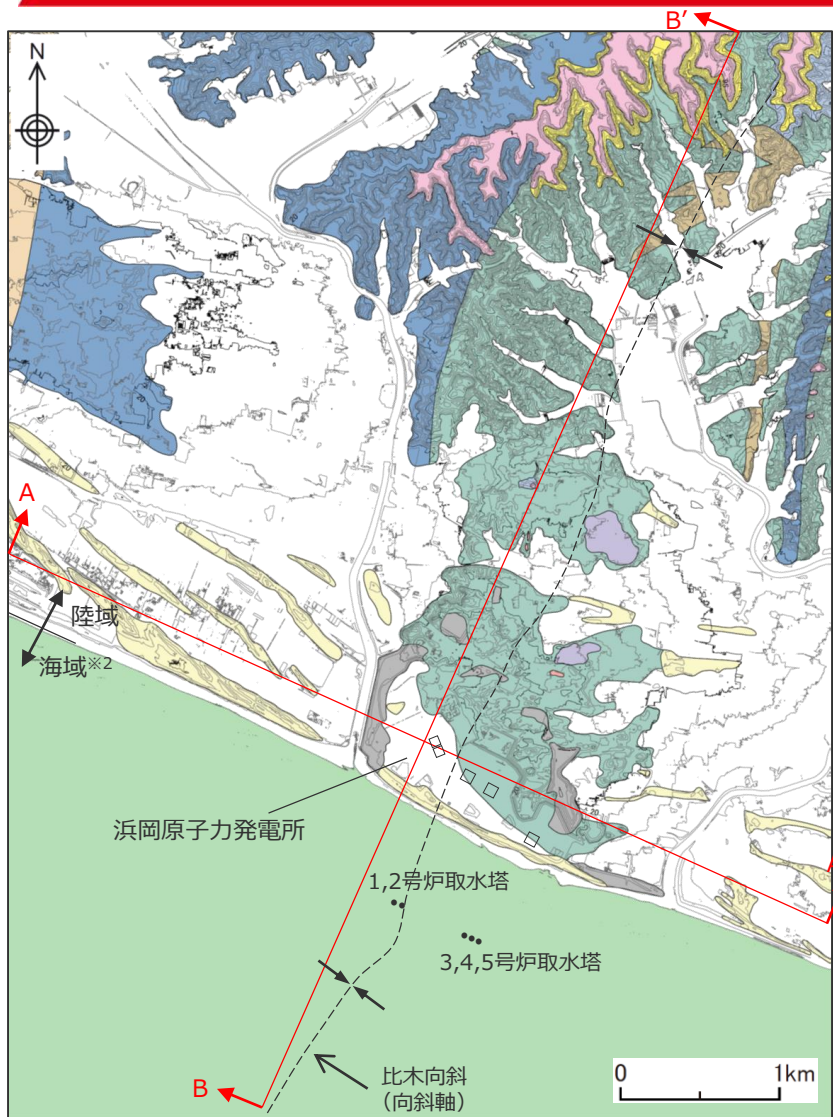 B′
N
A
陸域
海域※2
浜岡原子力発電所
1,2号炉取水塔
3,4,5号炉取水塔
B
比木向斜
(向斜軸)
0 1km